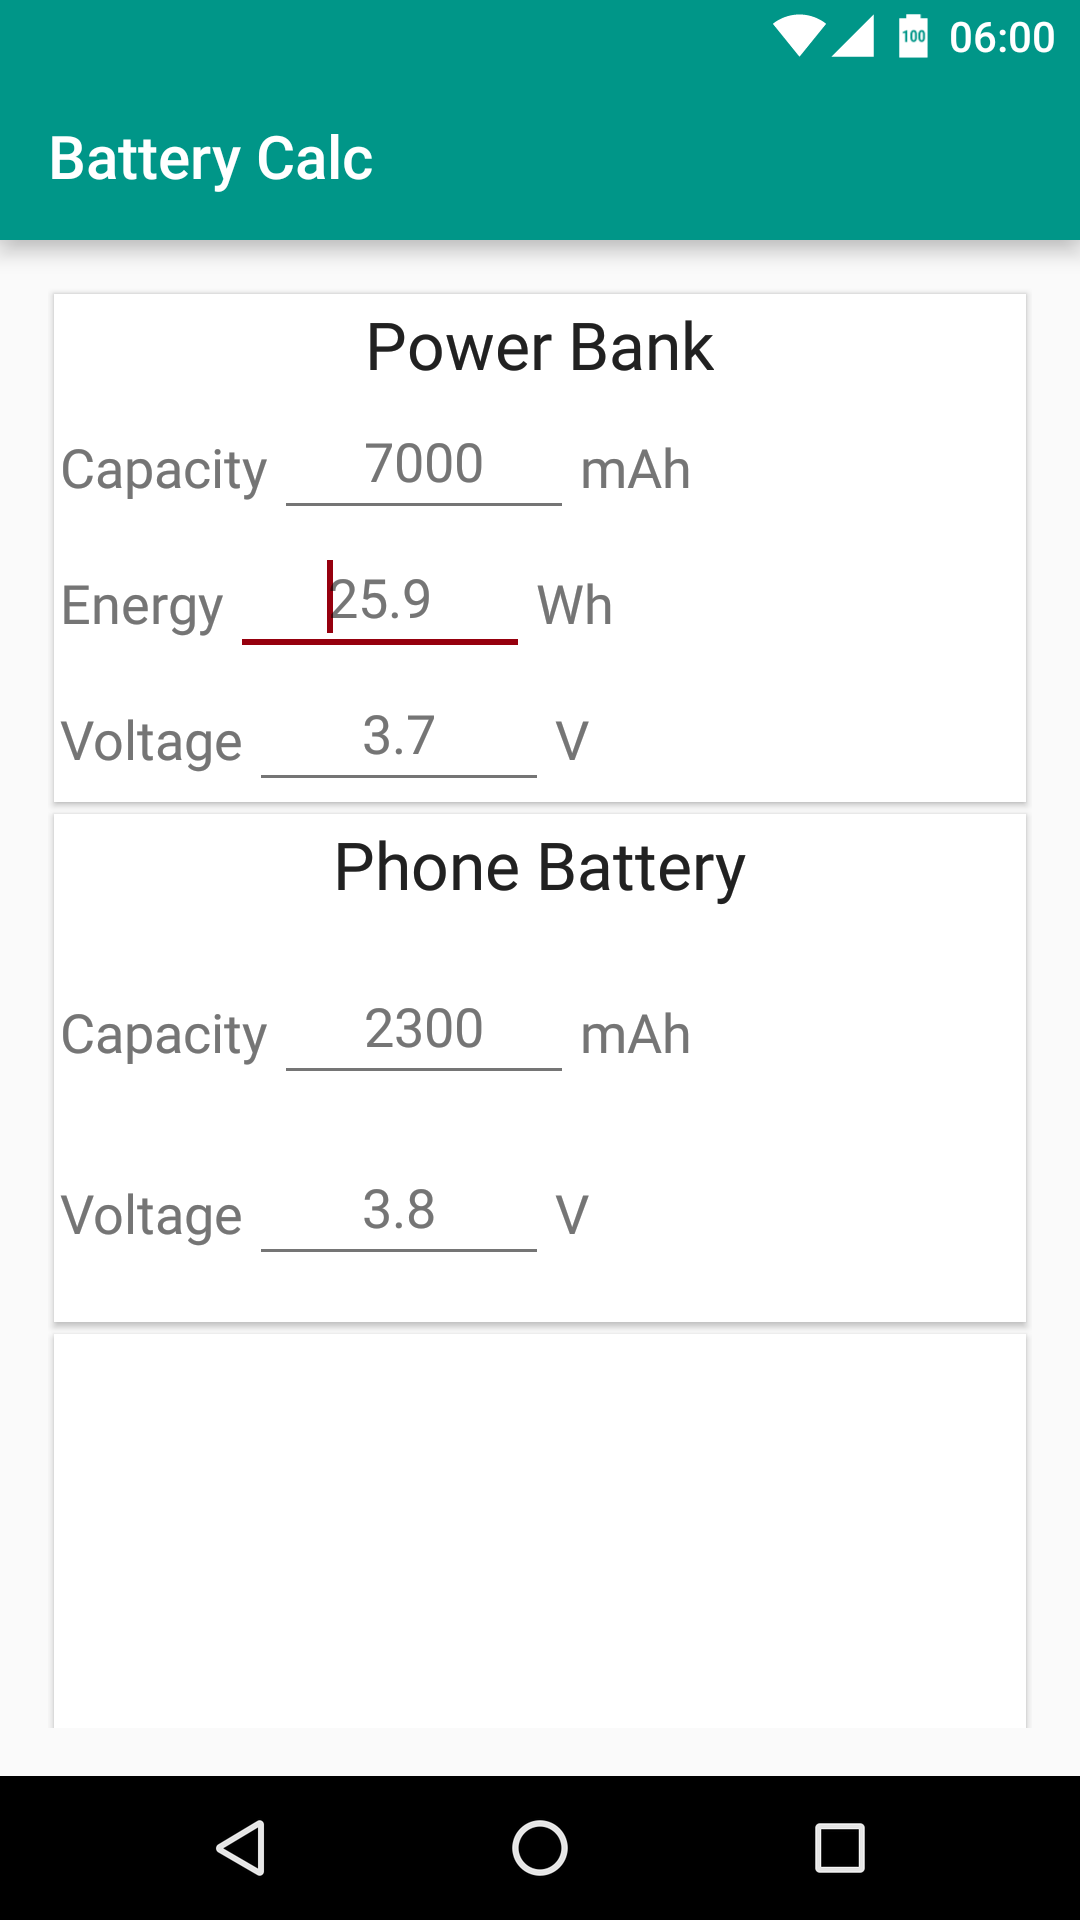 100 06:00
Battery Calc
Power Bank
Capacity 7000 mAh
Energy 25.9 Wh
Voltage 3.7 V
Phone Battery
Capacity 2300 mAh
Voltage 3.8 V